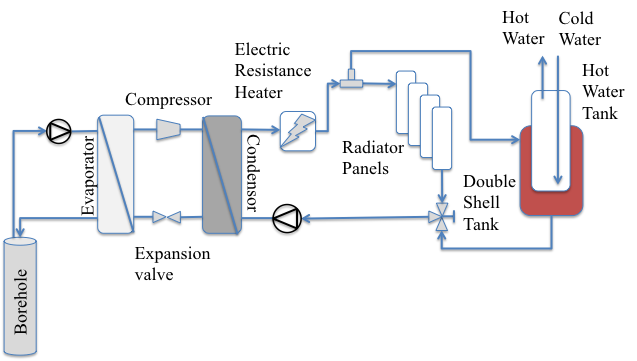 Hot
Water
Cold
Water
Electric
Resistance
Heater
Hot
Water
Tank
Compressor
Evaporator
Condensor
Radiator
Panels
Double
Shell
Tank
Expansion
valve
Borehole